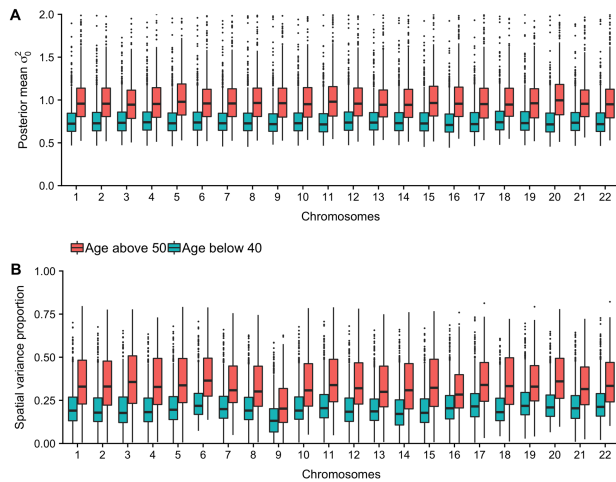 A
Posterior mean σ₀²
2.0
1.5
1.0
0.5
0.0
1 2 3 4 5 6 7 8 9 10 11 12 13 14 15 16 17 18 19 20 21 22
Chromosomes
Age above 50 Age below 40
B
Spatial variance proportion
1.00
0.75
0.50
0.25
0.00
1 2 3 4 5 6 7 8 9 10 11 12 13 14 15 16 17 18 19 20 21 22
Chromosomes